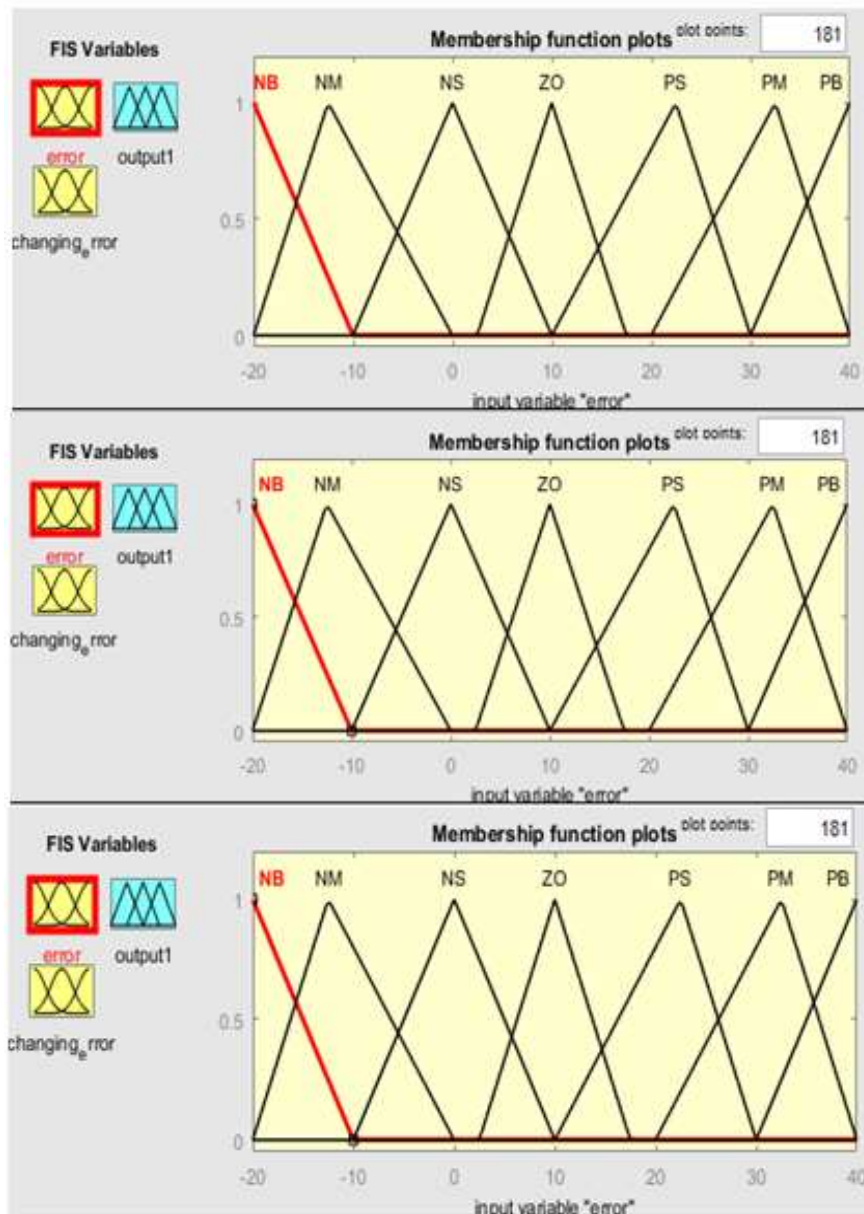 FIS Variables
Membership function plots plot points: 181
NB NM NS ZO PS PM PB
1
error output1
0.5
changing_error
0
-20 -10 0 10 20 30 40
input variable "error"
FIS Variables
Membership function plots plot points: 181
NB NM NS ZO PS PM PB
1
error output1
0.5
changing_error
0
-20 -10 0 10 20 30 40
input variable "error"
FIS Variables
Membership function plots plot points: 181
NB NM NS ZO PS PM PB
1
error output1
0.5
changing_error
0
-20 -10 0 10 20 30 40
input variable "error"